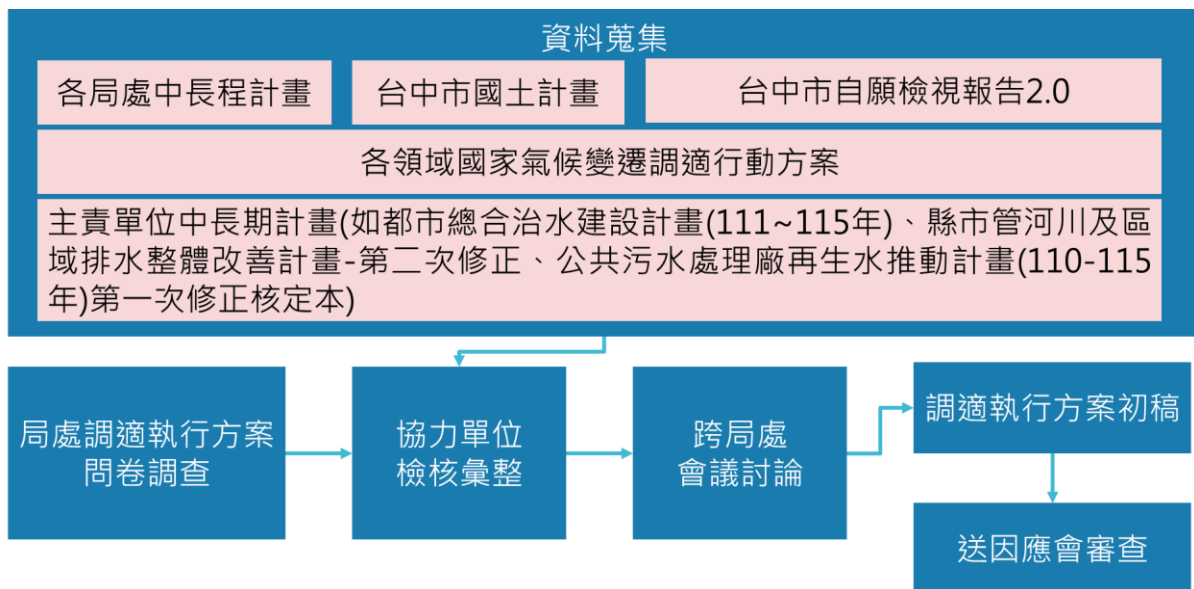 資料蒐集
各局處中長程計畫
台中市國土計畫
台中市自願檢視報告2.0
各領域國家氣候變遷調適行動方案
主責單位中長期計畫(如都市總合治水建設計畫(111~115年)、縣市管河川及區
域排水整體改善計畫-第二次修正、公共污水處理廠再生水推動計畫(110-115
年)第一次修正核定本)
局處調適執行方案
問卷調查
協力單位
檢核彙整
跨局處
會議討論
調適執行方案初稿
送因應會審查